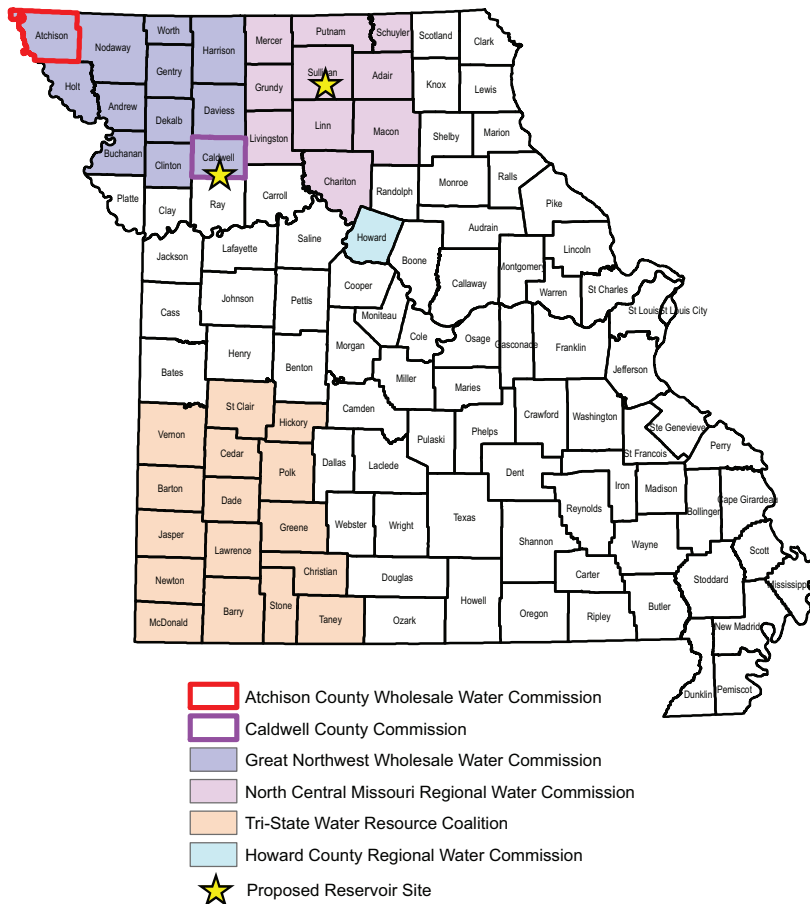 Atchison
Nodaway
Worth
Harrison
Mercer
Putnam
Schuyler
Scotland
Clark
Gentry
Sullivan
Adair
Knox
Lewis
Holt
Andrew
Dekalb
Daviess
Grundy
Linn
Macon
Shelby
Marion
Buchanan
Clinton
Caldwell
Livingston
Chariton
Randolph
Monroe
Ralls
Pike
Platte
Clay
Ray
Carroll
Howard
Audrain
Saline
Boone
Lincoln
Jackson
Lafayette
Cooper
Callaway
Montgomery
Warren
St Charles
St Louis
St Louis City
Cass
Johnson
Pettis
Moniteau
Cole
Osage
Gasconade
Franklin
Jefferson
Bates
Henry
Benton
Morgan
Miller
Maries
Camden
Crawford
Washington
Ste Genevieve
St Clair
Hickory
Vernon
Cedar
Polk
Dallas
Laclede
Pulaski
Phelps
Dent
St Francois
Perry
Iron
Madison
Barton
Dade
Greene
Webster
Wright
Texas
Reynolds
Bollinger
Cape Girardeau
Jasper
Lawrence
Shannon
Wayne
Scott
Newton
Christian
Douglas
Carter
Stoddard
Mississippi
McDonald
Barry
Stone
Taney
Ozark
Howell
Oregon
Ripley
Butler
New Madrid
Dunklin
Pemiscot
Atchison County Wholesale Water Commission
Caldwell County Commission
Great Northwest Wholesale Water Commission
North Central Missouri Regional Water Commission
Tri-State Water Resource Coalition
Howard County Regional Water Commission
Proposed Reservoir Site